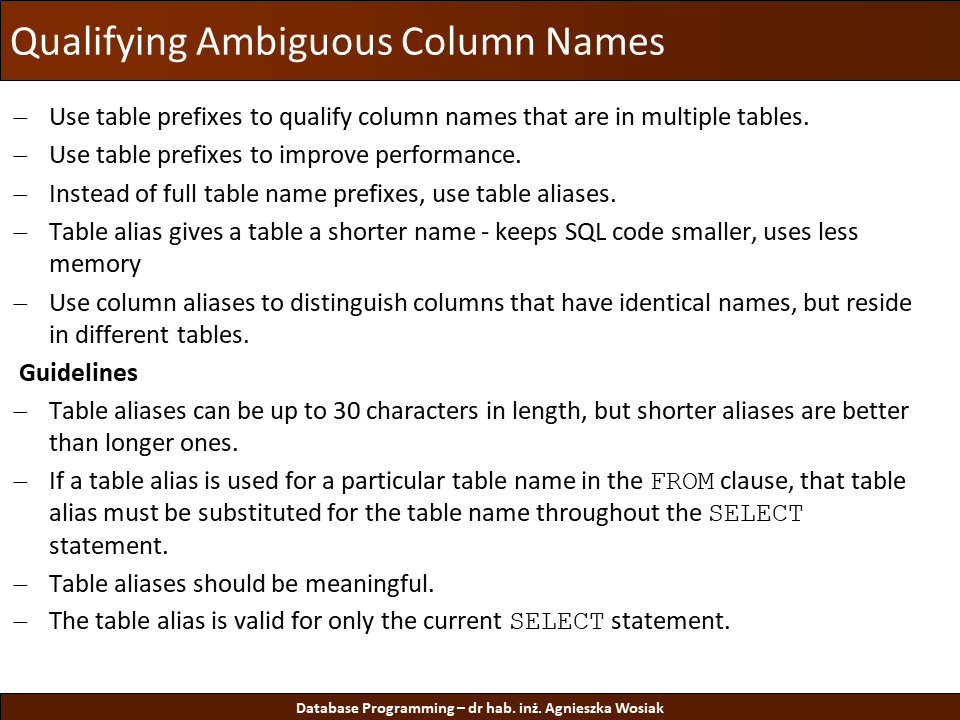 Qualifying Ambiguous Column Names
– Use table prefixes to qualify column names that are in multiple tables.
– Use table prefixes to improve performance.
– Instead of full table name prefixes, use table aliases.
– Table alias gives a table a shorter name - keeps SQL code smaller, uses less
memory
– Use column aliases to distinguish columns that have identical names, but reside
in different tables.
Guidelines
– Table aliases can be up to 30 characters in length, but shorter aliases are better
than longer ones.
– If a table alias is used for a particular table name in the FROM clause, that table
alias must be substituted for the table name throughout the SELECT
statement.
– Table aliases should be meaningful.
– The table alias is valid for only the current SELECT statement.
Database Programming – dr hab. inż. Agnieszka Wosiak